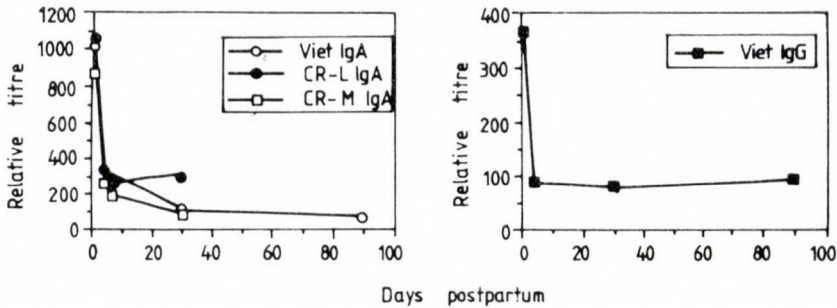 1200
1000
800
600
400
200
0
Relative titre
Viet IgA
CR-L IgA
CR-M IgA
0 20 40 60 80 100
400
300
200
100
0
Relative titre
Viet IgG
0 20 40 60 80 100
Days postpartum